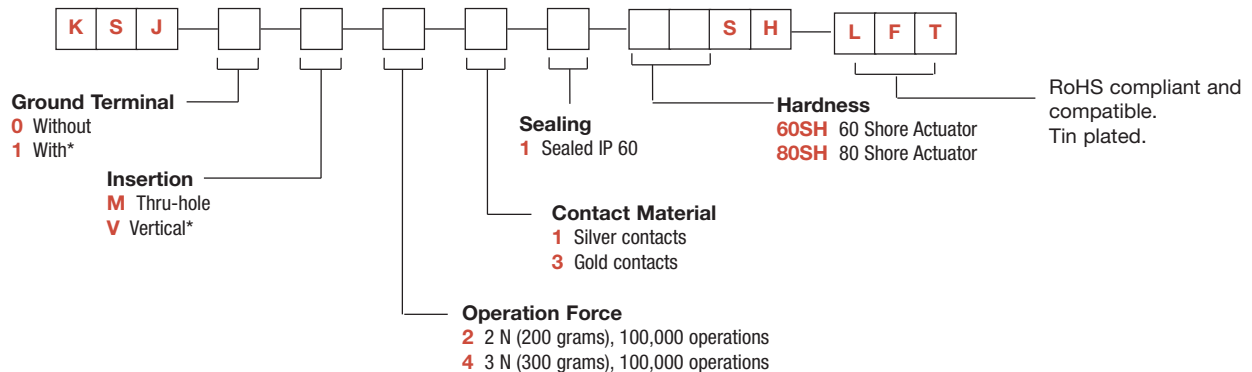 K S J S H L F T
Ground Terminal
0 Without
1 With*
Insertion
M Thru-hole
V Vertical*
Operation Force
2 2 N (200 grams), 100,000 operations
4 3 N (300 grams), 100,000 operations
Contact Material
1 Silver contacts
3 Gold contacts
Sealing
1 Sealed IP 60
Hardness
60SH 60 Shore Actuator
80SH 80 Shore Actuator
RoHS compliant and
compatible.
Tin plated.